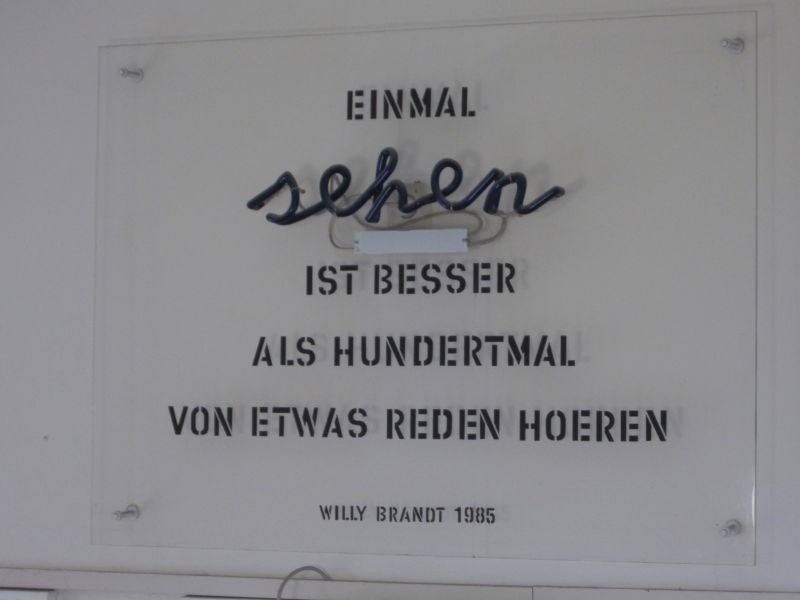 EINMAL
sehen
IST BESSER
ALS HUNDERTMAL
VON ETWAS REDEN HOEREN
WILLY BRANDT 1985